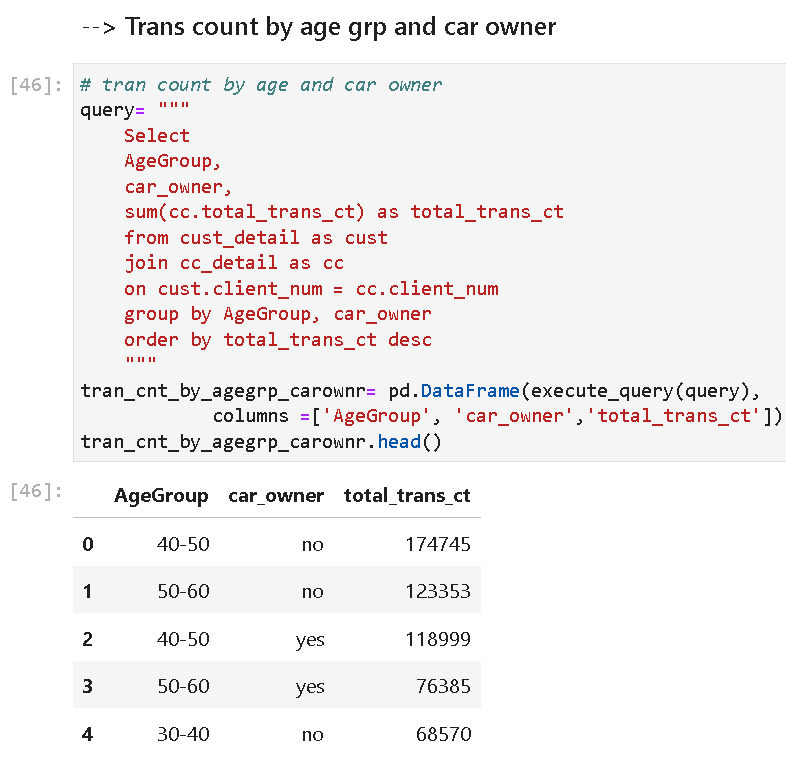 --> Trans count by age grp and car owner
[46]: # tran count by age and car owner
query= """
Select
AgeGroup,
car_owner,
sum(cc.total_trans_ct) as total_trans_ct
from cust_detail as cust
join cc_detail as cc
on cust.client_num = cc.client_num
group by AgeGroup, car_owner
order by total_trans_ct desc
"""
tran_cnt_by_agegrp_carownr= pd.DataFrame(execute_query(query),
columns =['AgeGroup', 'car_owner','total_trans_ct'])
tran_cnt_by_agegrp_carownr.head()
[46]: AgeGroup car_owner total_trans_ct
0 40-50 no 174745
1 50-60 no 123353
2 40-50 yes 118999
3 50-60 yes 76385
4 30-40 no 68570